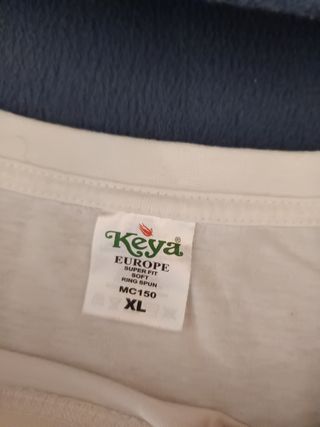 Keya®
EUROPE
SUPER FIT
SOFT
RING SPUN
MC150
XL